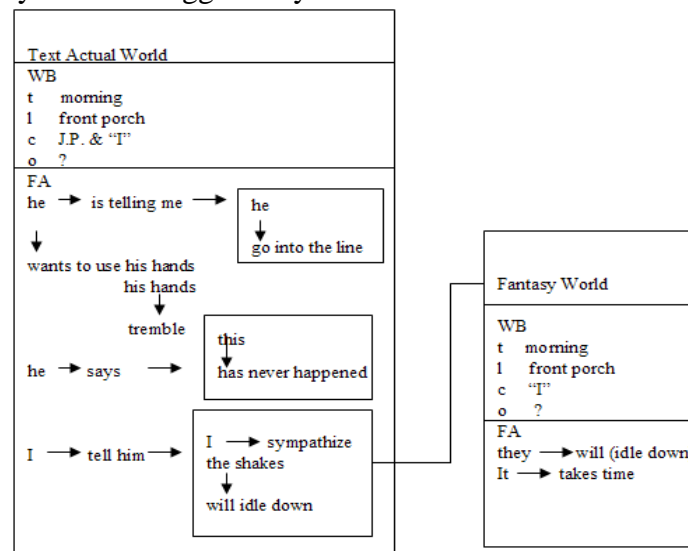 Text Actual World
WB
t morning
l front porch
c J.P. & "I"
o ?
FA
he → is telling me →
he
↓
go into the line
↓
wants to use his hands
his hands
↓
tremble
he → says →
this
↓
has never happened
I → tell him →
I → sympathize
the shakes
↓
will idle down
Fantasy World
WB
t morning
l front porch
c "I"
o ?
FA
they → will (idle down
It → takes time